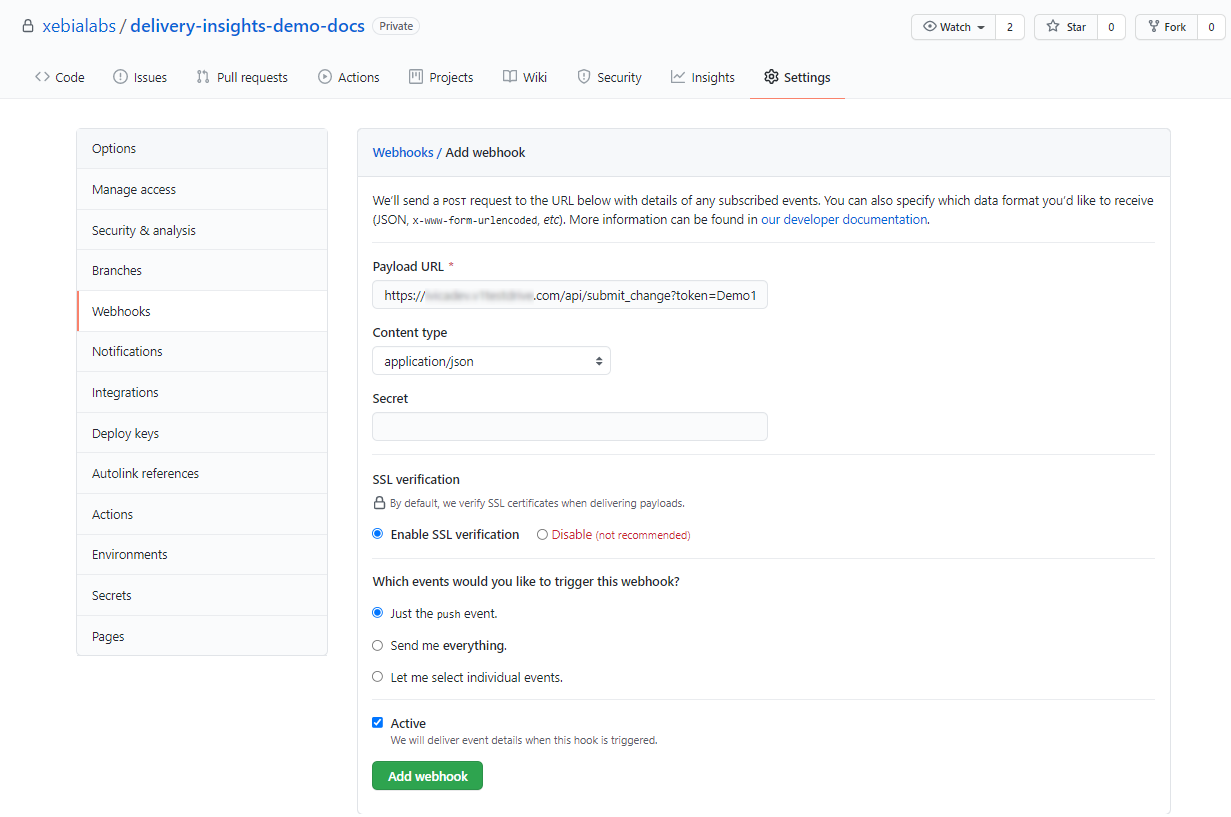 xebialabs / delivery-insights-demo-docs Private
Watch 2 Star 0 Fork 0
Code Issues Pull requests Actions Projects Wiki Security Insights Settings
Options
Manage access
Security & analysis
Branches
Webhooks
Notifications
Integrations
Deploy keys
Autolink references
Actions
Environments
Secrets
Pages
Webhooks / Add webhook
We'll send a POST request to the URL below with details of any subscribed events. You can also specify which data format you'd like to receive
(JSON, x-www-form-urlencoded, etc). More information can be found in our developer documentation.
Payload URL *
https:// .com/api/submit_change?token=Demo1
Content type
application/json
Secret
SSL verification
By default, we verify SSL certificates when delivering payloads.
Enable SSL verification Disable (not recommended)
Which events would you like to trigger this webhook?
Just the push event.
Send me everything.
Let me select individual events.
Active
We will deliver event details when this hook is triggered.
Add webhook